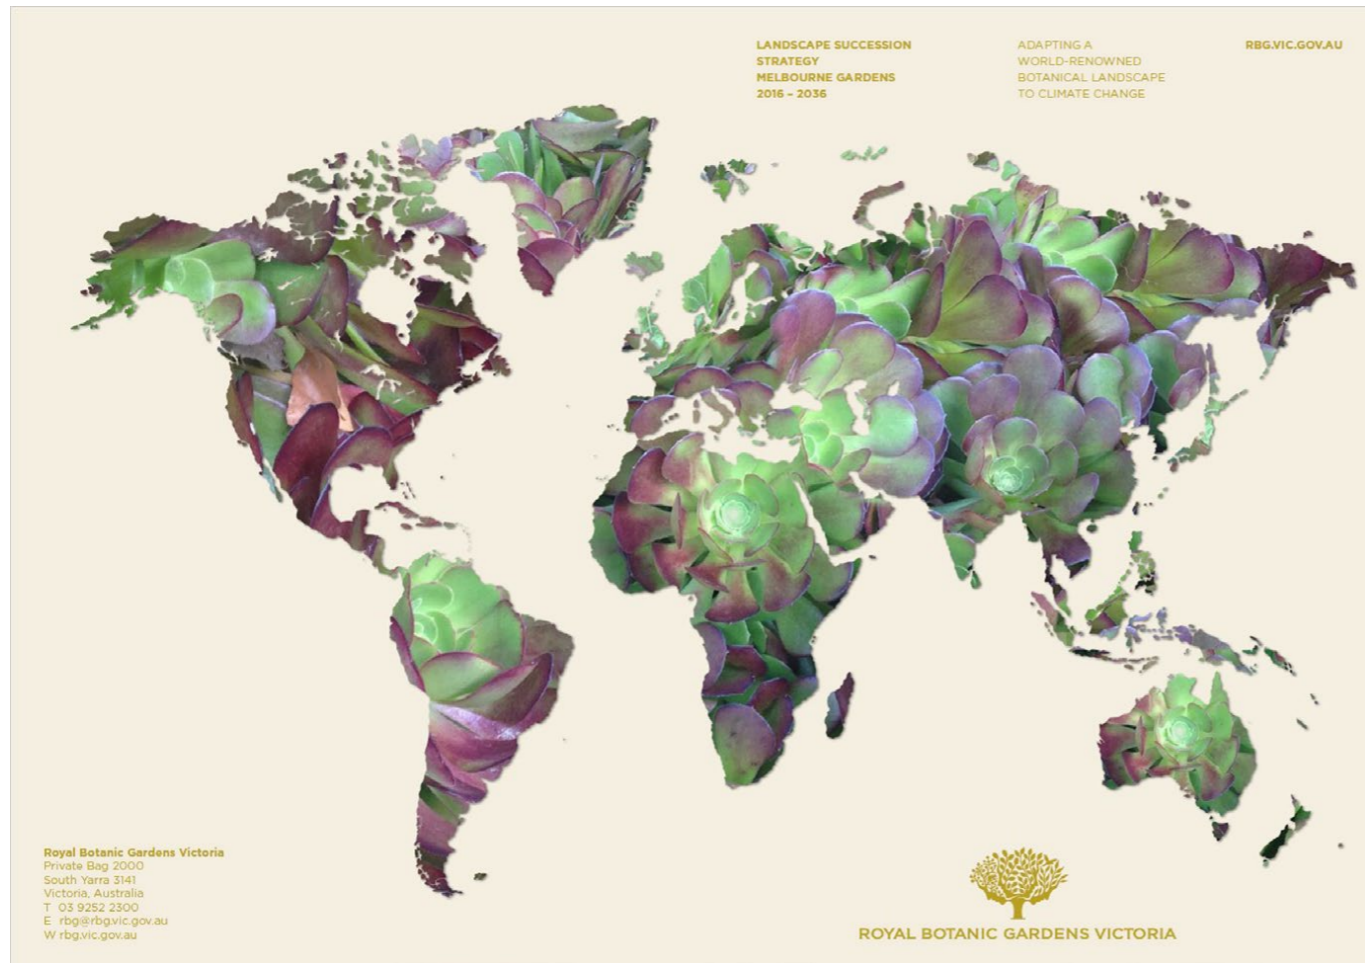 LANDSCAPE SUCCESSION
STRATEGY
MELBOURNE GARDENS
2016 – 2036
ADAPTING A
WORLD-RENOWNED
BOTANICAL LANDSCAPE
TO CLIMATE CHANGE
RBG.VIC.GOV.AU
Royal Botanic Gardens Victoria
Private Bag 2000
South Yarra 3141
Victoria, Australia
T 03 9252 2300
E rbg@rbg.vic.gov.au
W rbg.vic.gov.au
ROYAL BOTANIC GARDENS VICTORIA